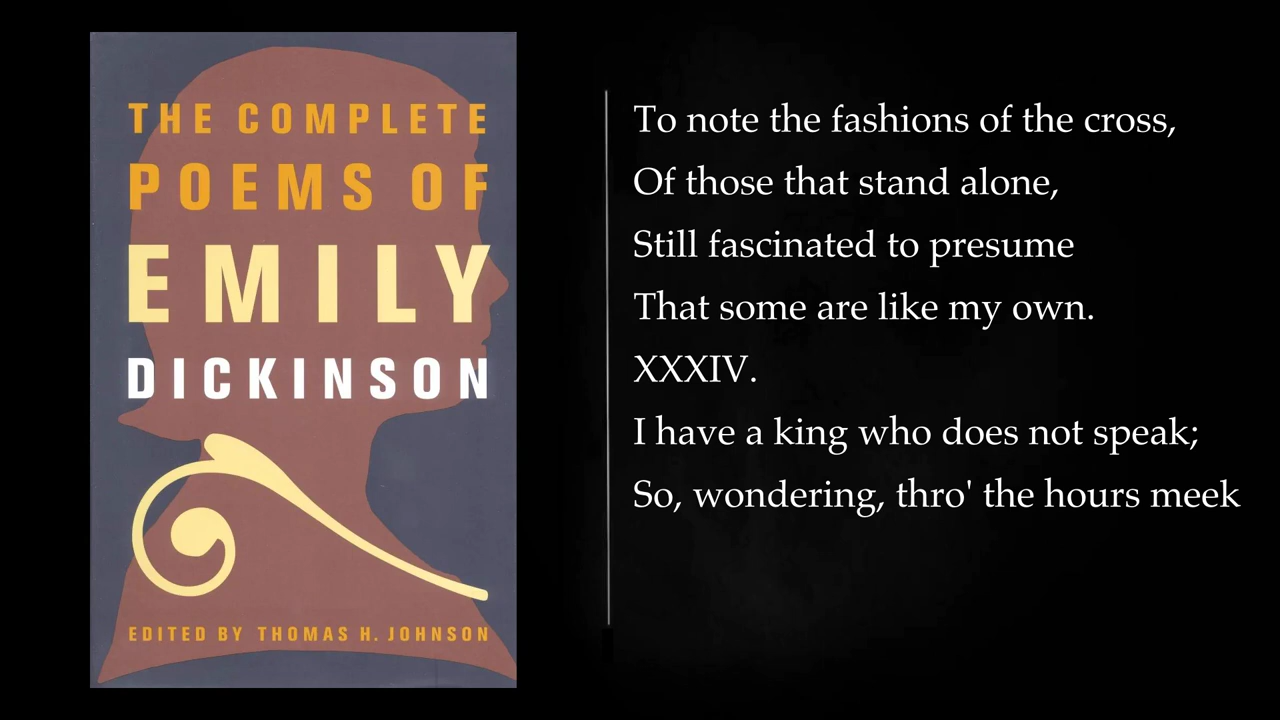 THE COMPLETE
POEMS OF
EMILY
DICKINSON
EDITED BY THOMAS H. JOHNSON
To note the fashions of the cross,
Of those that stand alone,
Still fascinated to presume
That some are like my own.
XXXIV.
I have a king who does not speak;
So, wondering, thro' the hours meek